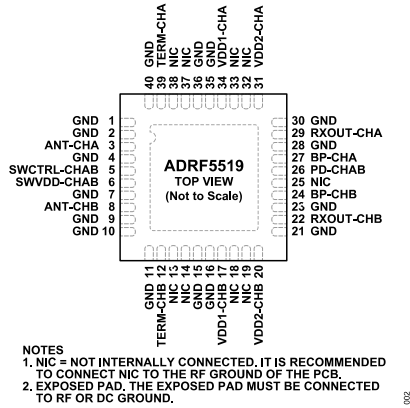 GND
TERM-CHA
NIC
NIC
GND
GND
VDD1-CHA
NIC
NIC
VDD2-CHA
40
39
38
37
36
35
34
33
32
31
GND 1
GND 2
ANT-CHA 3
GND 4
SWCTRL-CHAB 5
SWVDD-CHAB 6
GND 7
ANT-CHB 8
GND 9
GND 10
ADRF5519
TOP VIEW
(Not to Scale)
30 GND
29 RXOUT-CHA
28 GND
27 BP-CHA
26 PD-CHAB
25 NIC
24 BP-CHB
23 GND
22 RXOUT-CHB
21 GND
GND 11
TERM-CHB 12
NIC 13
NIC 14
GND 15
GND 16
VDD1-CHB 17
NIC 18
NIC 19
VDD2-CHB 20
NOTES
1. NIC = NOT INTERNALLY CONNECTED. IT IS RECOMMENDED
TO CONNECT NIC TO THE RF GROUND OF THE PCB.
2. EXPOSED PAD. THE EXPOSED PAD MUST BE CONNECTED
TO RF OR DC GROUND.
002